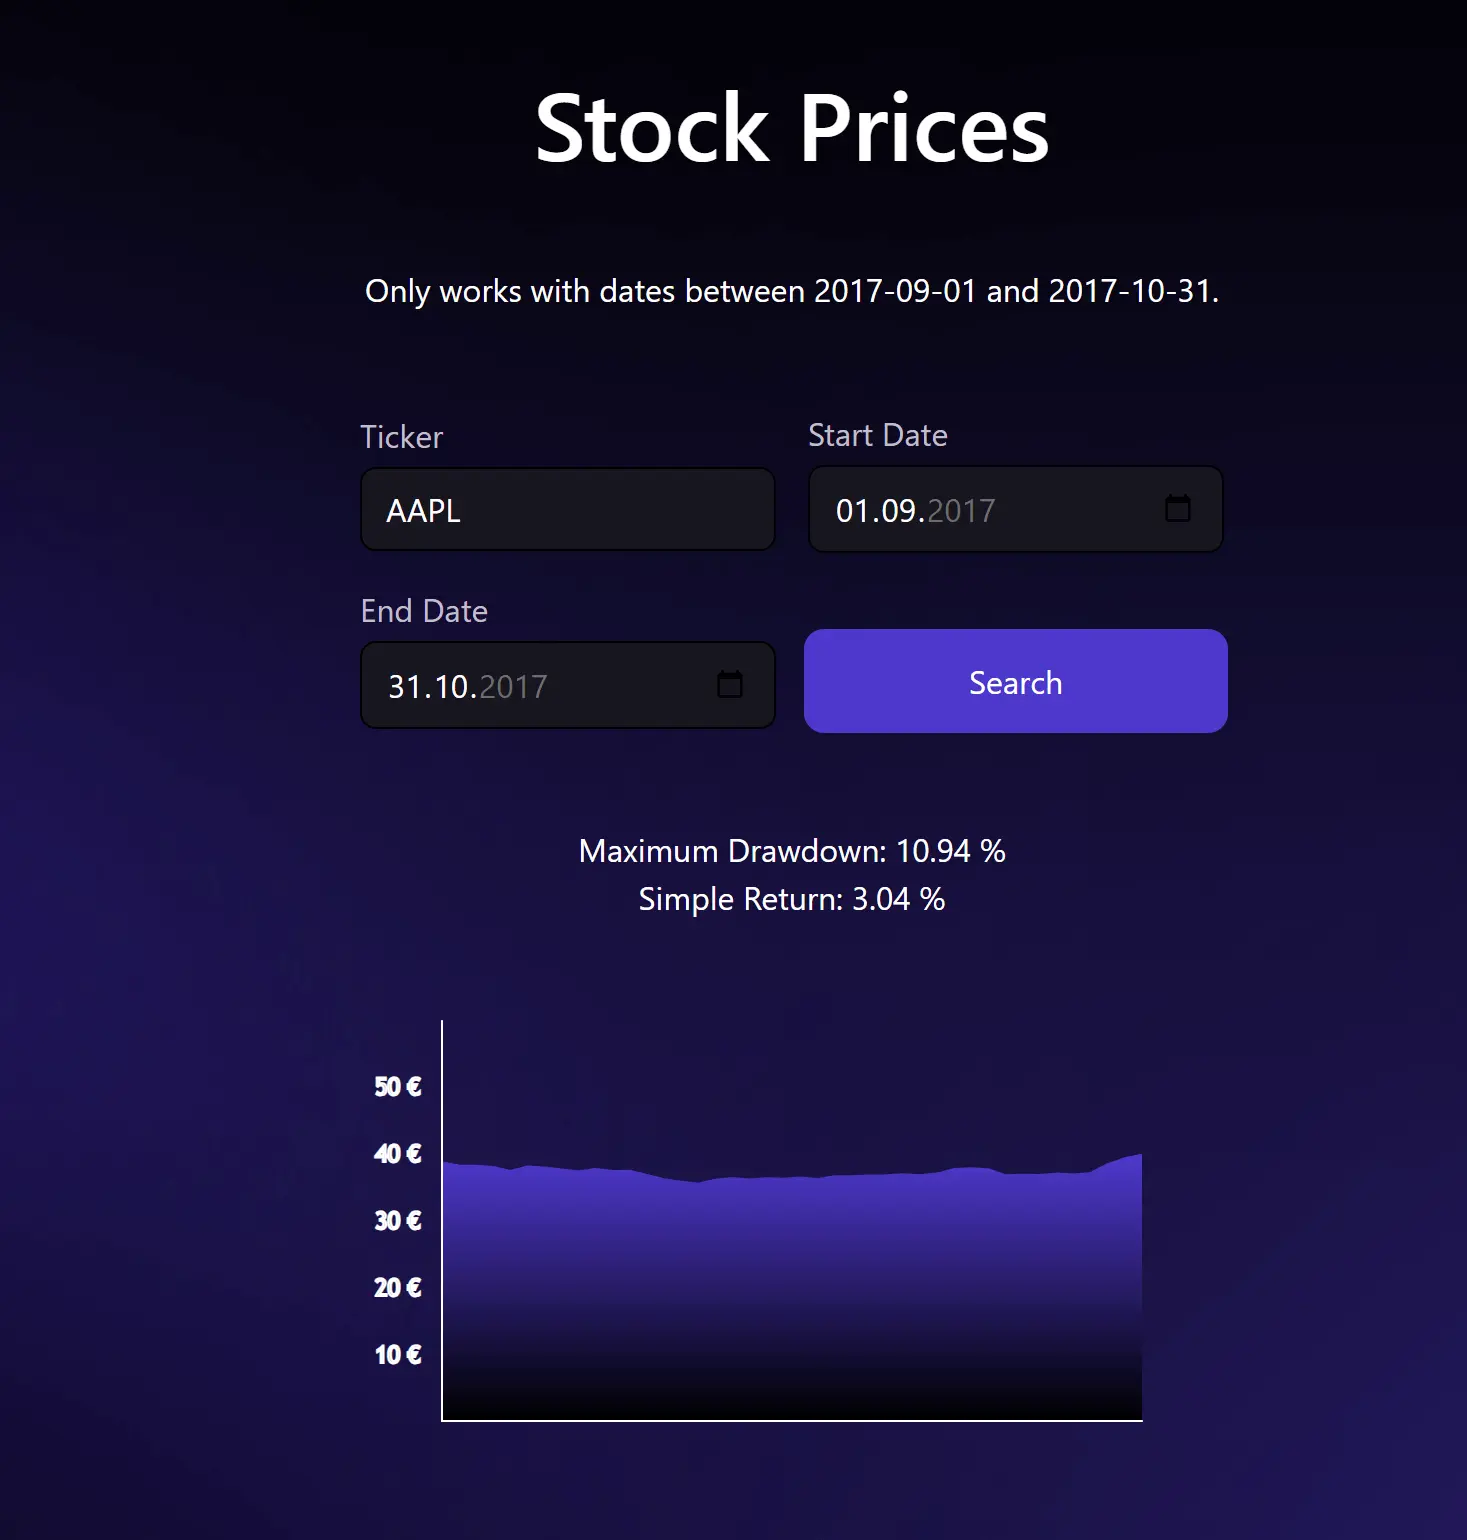 Stock Prices
Only works with dates between 2017-09-01 and 2017-10-31.
Ticker
AAPL
Start Date
01.09.2017
End Date
31.10.2017
Search
Maximum Drawdown: 10.94 %
Simple Return: 3.04 %
50 €
40 €
30 €
20 €
10 €